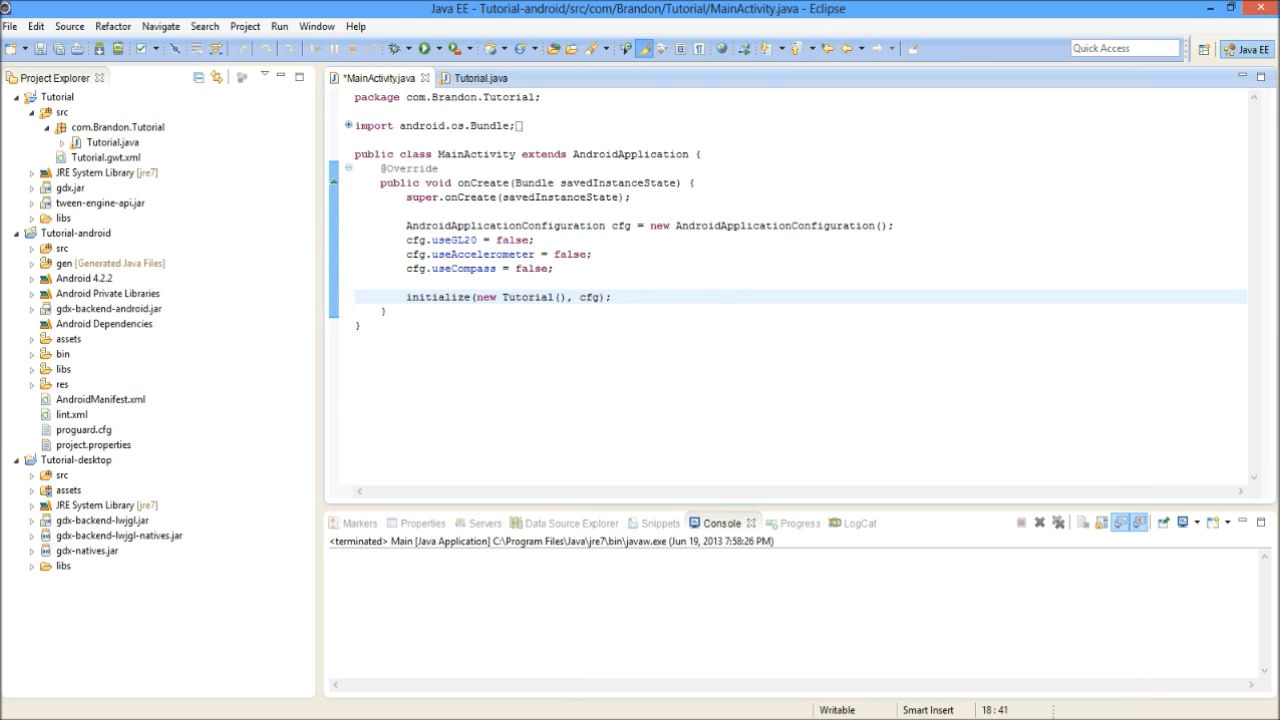 Java EE - Tutorial-android/src/com/Brandon/Tutorial/MainActivity.java - Eclipse
File Edit Source Refactor Navigate Search Project Run Window Help
Quick Access
Java EE
Project Explorer
*MainActivity.java
Tutorial.java
Tutorial
src
com.Brandon.Tutorial
Tutorial.java
Tutorial.gwt.xml
JRE System Library [jre7]
gdx.jar
tween-engine-api.jar
libs
Tutorial-android
src
gen [Generated Java Files]
Android 4.2.2
Android Private Libraries
gdx-backend-android.jar
Android Dependencies
assets
bin
libs
res
AndroidManifest.xml
lint.xml
proguard.cfg
project.properties
Tutorial-desktop
src
assets
JRE System Library [jre7]
gdx-backend-lwjgl.jar
gdx-backend-lwjgl-natives.jar
gdx-natives.jar
libs
package com.Brandon.Tutorial;
import android.os.Bundle;
public class MainActivity extends AndroidApplication {
@Override
public void onCreate(Bundle savedInstanceState) {
super.onCreate(savedInstanceState);
AndroidApplicationConfiguration cfg = new AndroidApplicationConfiguration();
cfg.useGL20 = false;
cfg.useAccelerometer = false;
cfg.useCompass = false;
initialize(new Tutorial(), cfg);
}
}
Markers Properties Servers Data Source Explorer Snippets Console Progress LogCat
<terminated> Main [Java Application] C:\Program Files\Java\jre7\bin\javaw.exe (Jun 19, 2013 7:58:26 PM)
Writable Smart Insert 18 : 41